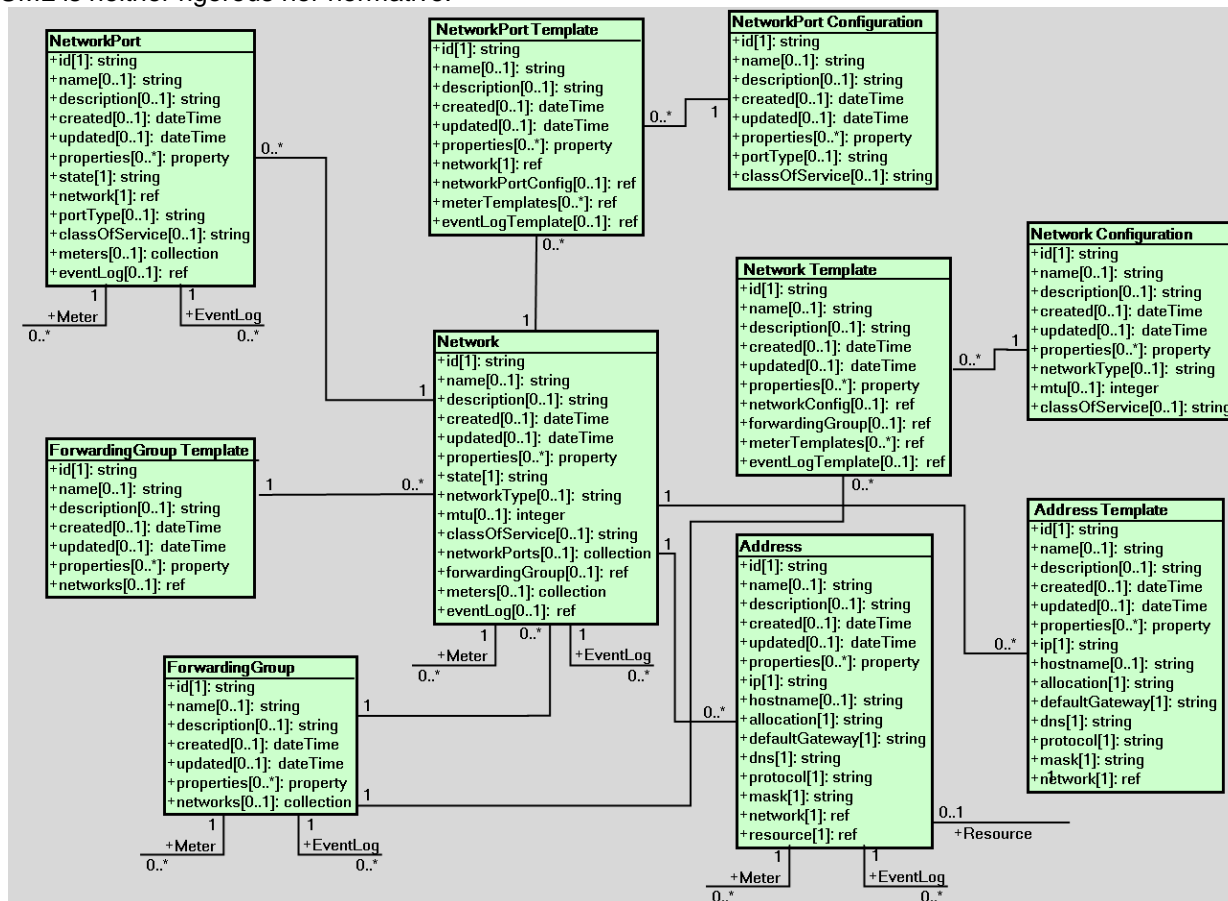 UML is neither rigorous nor normative.
NetworkPort
+id[1]: string
+name[0..1]: string
+description[0..1]: string
+created[0..1]: dateTime
+updated[0..1]: dateTime
+properties[0..*]: property
+state[1]: string
+network[1]: ref
+portType[0..1]: string
+classOfService[0..1]: string
+meters[0..1]: collection
+eventLog[0..1]: ref
0..*
1
1
+Meter
+EventLog
0..*
0..*
NetworkPort Template
+id[1]: string
+name[0..1]: string
+description[0..1]: string
+created[0..1]: dateTime
+updated[0..1]: dateTime
+properties[0..*]: property
+network[1]: ref
+networkPortConfig[0..1]: ref
+meterTemplates[0..*]: ref
+eventLogTemplate[0..1]: ref
0..*
1
0..*
1
NetworkPort Configuration
+id[1]: string
+name[0..1]: string
+description[0..1]: string
+created[0..1]: dateTime
+updated[0..1]: dateTime
+properties[0..*]: property
+portType[0..1]: string
+classOfService[0..1]: string
Network Configuration
+id[1]: string
+name[0..1]: string
+description[0..1]: string
+created[0..1]: dateTime
+updated[0..1]: dateTime
+properties[0..*]: property
+networkType[0..1]: string
+mtu[0..1]: integer
+classOfService[0..1]: string
1
0..*
Network Template
+id[1]: string
+name[0..1]: string
+description[0..1]: string
+created[0..1]: dateTime
+updated[0..1]: dateTime
+properties[0..*]: property
+networkConfig[0..1]: ref
+forwardingGroup[0..1]: ref
+meterTemplates[0..*]: ref
+eventLogTemplate[0..1]: ref
0..*
Network
+id[1]: string
+name[0..1]: string
+description[0..1]: string
+created[0..1]: dateTime
+updated[0..1]: dateTime
+properties[0..*]: property
+state[1]: string
+networkType[0..1]: string
+mtu[0..1]: integer
+classOfService[0..1]: string
+networkPorts[0..1]: collection
+forwardingGroup[0..1]: ref
+meters[0..1]: collection
+eventLog[0..1]: ref
1
0..*
1
1
1
0..*
1
+Meter
+EventLog
0..*
0..*
ForwardingGroup Template
+id[1]: string
+name[0..1]: string
+description[0..1]: string
+created[0..1]: dateTime
+updated[0..1]: dateTime
+properties[0..*]: property
+networks[0..1]: ref
1
ForwardingGroup
+id[1]: string
+name[0..1]: string
+description[0..1]: string
+created[0..1]: dateTime
+updated[0..1]: dateTime
+properties[0..*]: property
+networks[0..1]: collection
1
1
1
1
+Meter
+EventLog
0..*
0..*
Address
+id[1]: string
+name[0..1]: string
+description[0..1]: string
+created[0..1]: dateTime
+updated[0..1]: dateTime
+properties[0..*]: property
+ip[1]: string
+hostname[0..1]: string
+allocation[1]: string
+defaultGateway[1]: string
+dns[1]: string
+protocol[1]: string
+mask[1]: string
+network[1]: ref
+resource[1]: ref
0..*
0..1
+Resource
1
1
+Meter
+EventLog
0..*
0..*
Address Template
+id[1]: string
+name[0..1]: string
+description[0..1]: string
+created[0..1]: dateTime
+updated[0..1]: dateTime
+properties[0..*]: property
+ip[1]: string
+hostname[0..1]: string
+allocation[1]: string
+defaultGateway[1]: string
+dns[1]: string
+protocol[1]: string
+mask[1]: string
+network[1]: ref
1
0..*